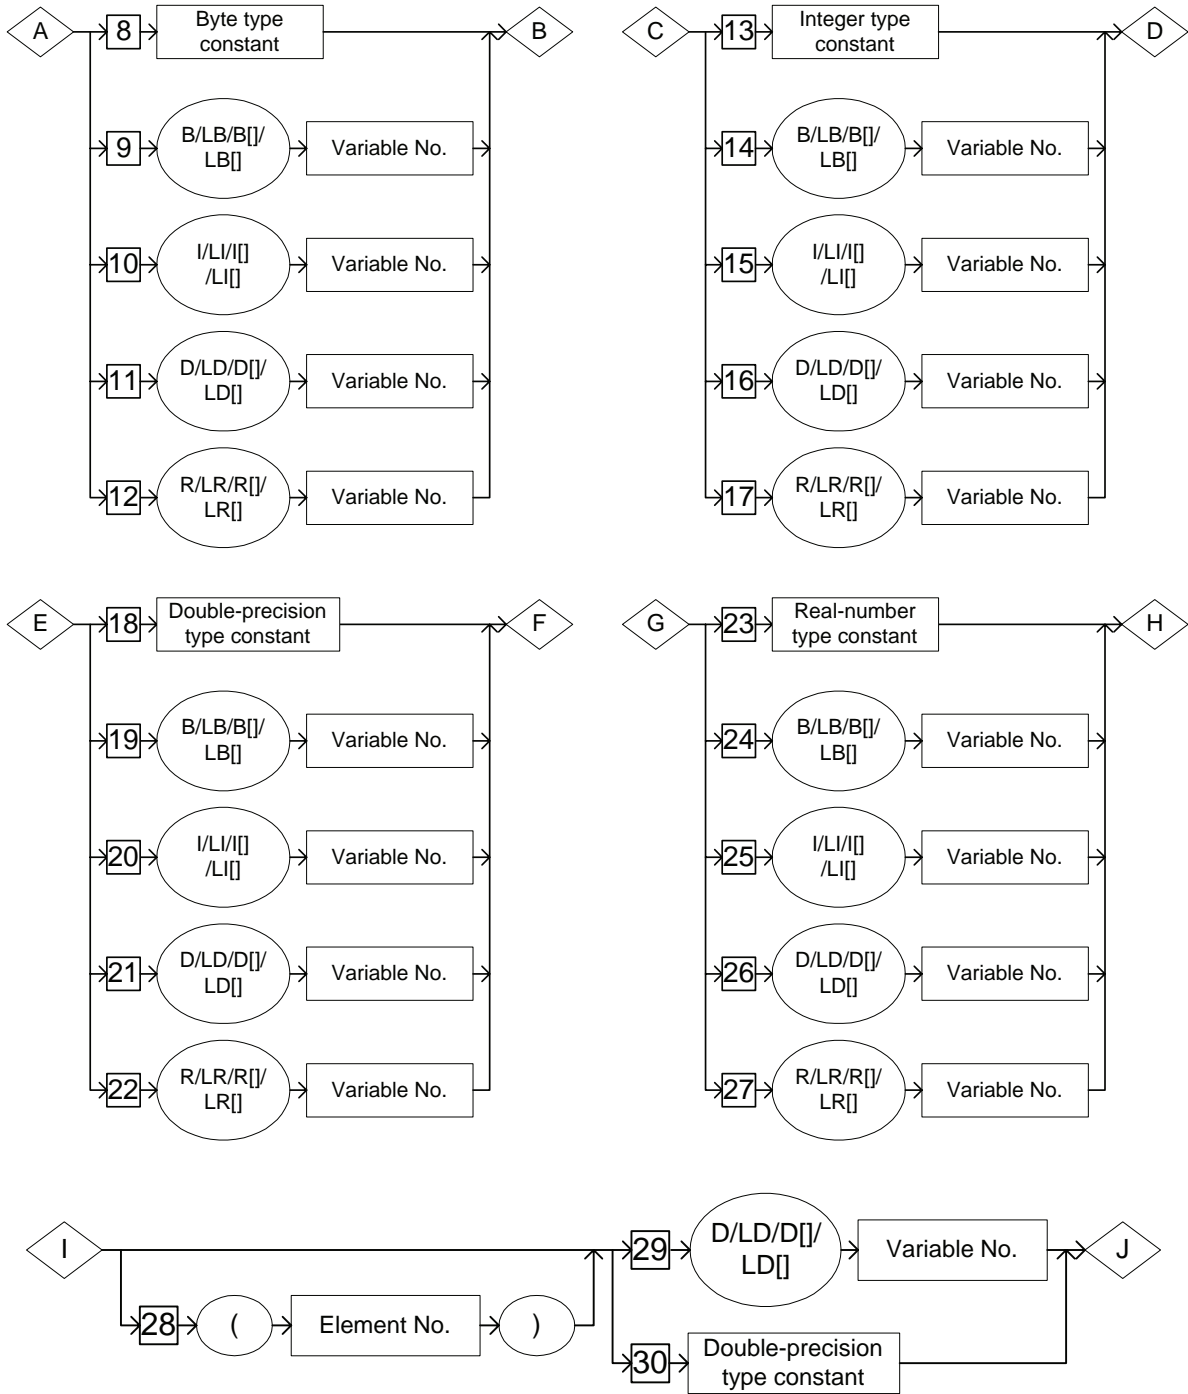 A
8
Byte type
constant
B
9
B/LB/B[]/
LB[]
Variable No.
10
I/LI/I[]
/LI[]
Variable No.
11
D/LD/D[]/
LD[]
Variable No.
12
R/LR/R[]/
LR[]
Variable No.
C
13
Integer type
constant
D
14
B/LB/B[]/
LB[]
Variable No.
15
I/LI/I[]
/LI[]
Variable No.
16
D/LD/D[]/
LD[]
Variable No.
17
R/LR/R[]/
LR[]
Variable No.
E
18
Double-precision
type constant
F
19
B/LB/B[]/
LB[]
Variable No.
20
I/LI/I[]
/LI[]
Variable No.
21
D/LD/D[]/
LD[]
Variable No.
22
R/LR/R[]/
LR[]
Variable No.
G
23
Real-number
type constant
H
24
B/LB/B[]/
LB[]
Variable No.
25
I/LI/I[]
/LI[]
Variable No.
26
D/LD/D[]/
LD[]
Variable No.
27
R/LR/R[]/
LR[]
Variable No.
I
28
(
Element No.
)
29
D/LD/D[]/
LD[]
Variable No.
J
30
Double-precision
type constant